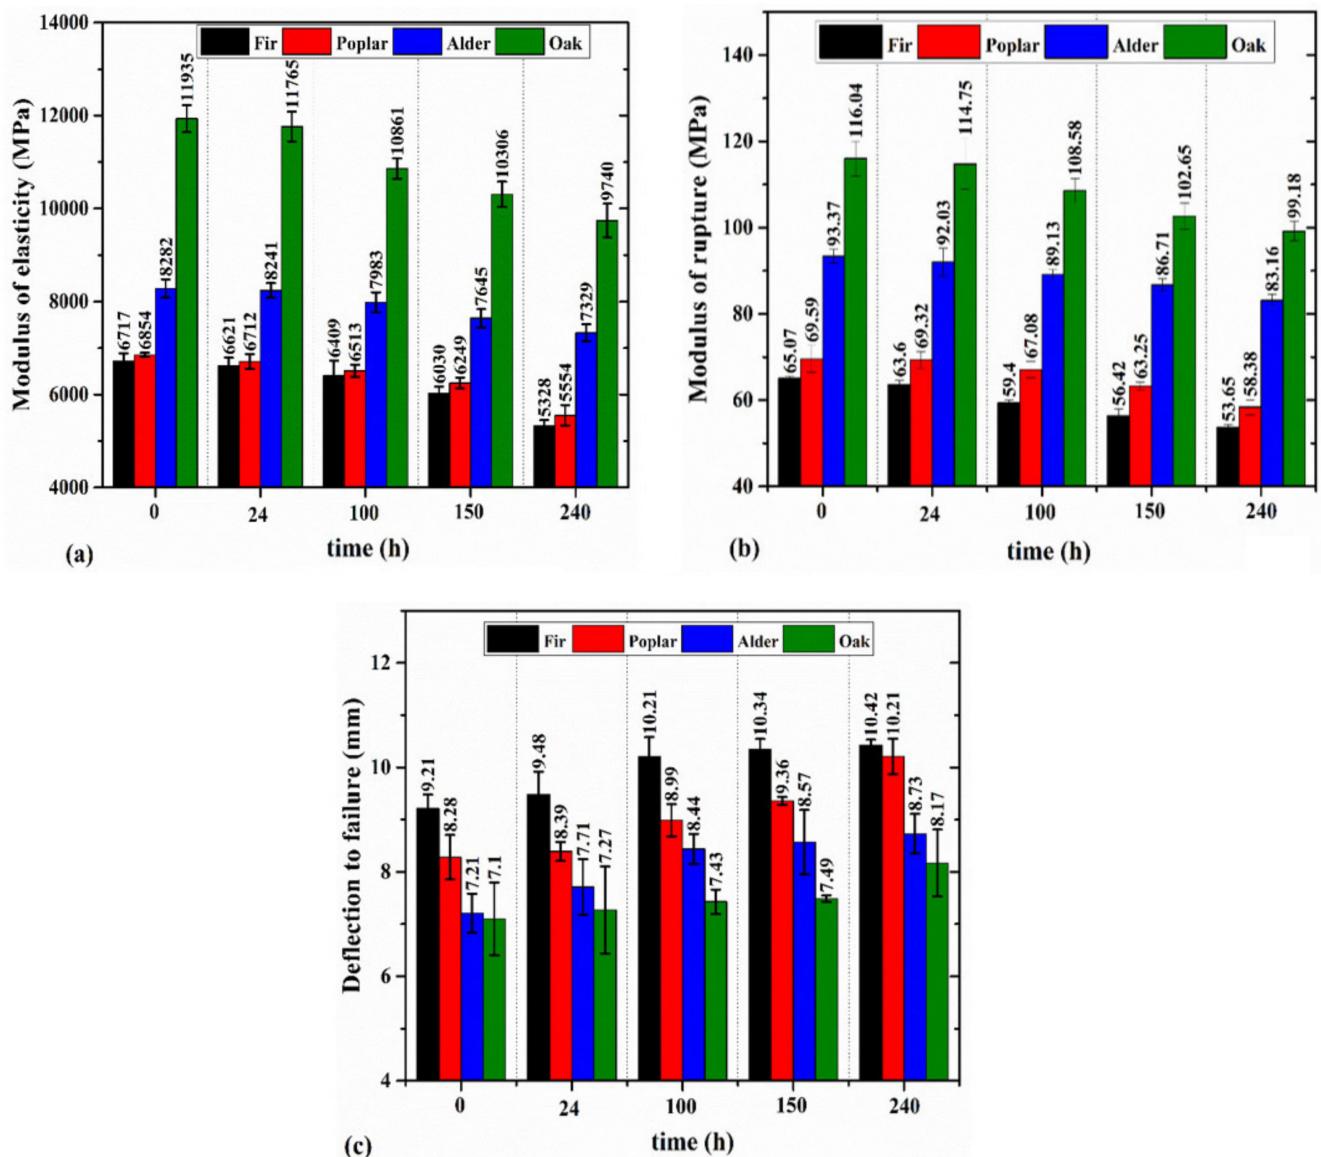 14000
12000
10000
8000
6000
4000
Modulus of elasticity (MPa)
Fir Poplar Alder Oak
6717 6854 8282 11935
6621 6712 8241 11765
6409 6513 7983 10861
6030 6249 7645 10306
5328 5554 7329 9740
0 24 100 150 240
time (h)
(a)
140
120
100
80
60
40
Modulus of rupture (MPa)
Fir Poplar Alder Oak
65.07 69.59 93.37 116.04
63.6 69.32 92.03 114.75
59.4 67.08 89.13 108.58
56.42 63.25 86.71 102.65
53.65 58.38 83.16 99.18
0 24 100 150 240
time (h)
(b)
12
10
8
6
4
Deflection to failure (mm)
Fir Poplar Alder Oak
9.21 8.28 7.21 7.1
9.48 8.39 7.71 7.27
10.21 8.99 8.44 7.43
10.34 9.36 8.57 7.49
10.42 10.21 8.73 8.17
0 24 100 150 240
time (h)
(c)